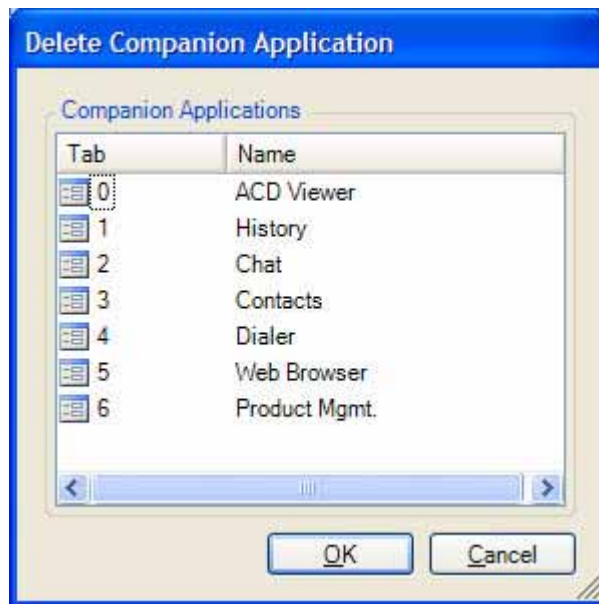 Delete Companion Application
Companion Applications
Tab Name
0 ACD Viewer
1 History
2 Chat
3 Contacts
4 Dialer
5 Web Browser
6 Product Mgmt.
OK Cancel